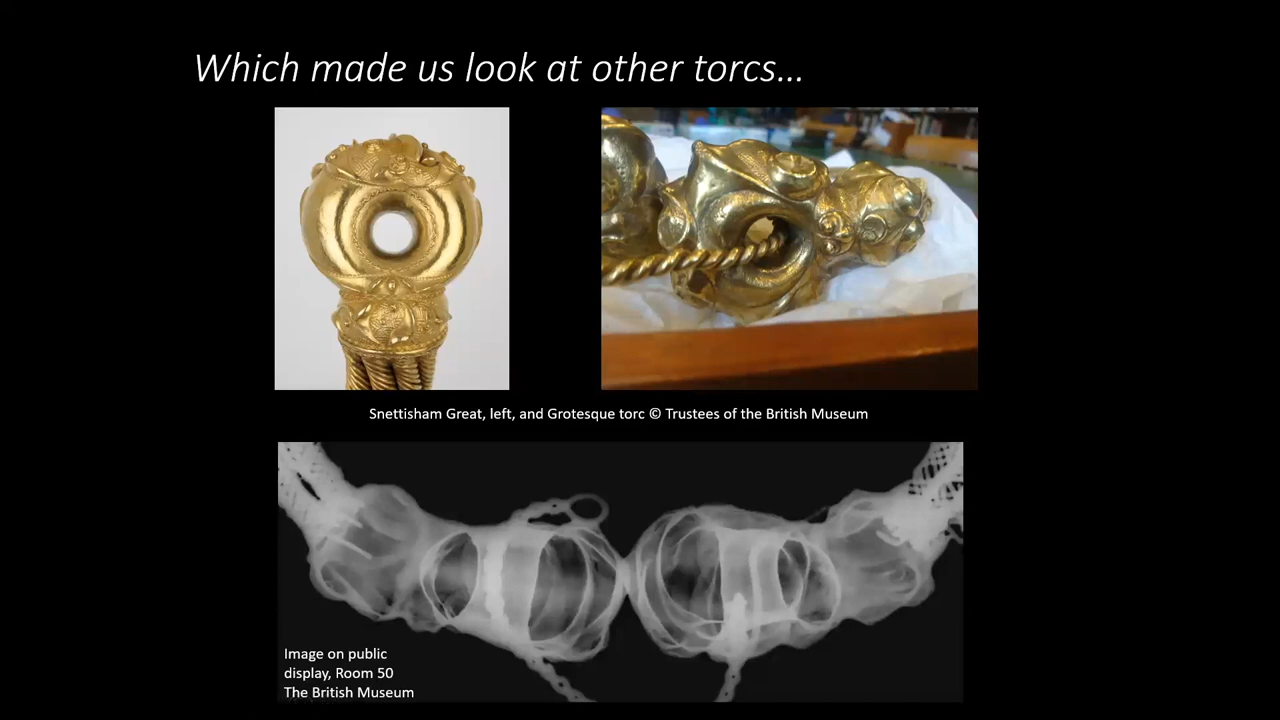 Which made us look at other torcs...
Snettisham Great, left, and Grotesque torc © Trustees of the British Museum
Image on public
display, Room 50
The British Museum